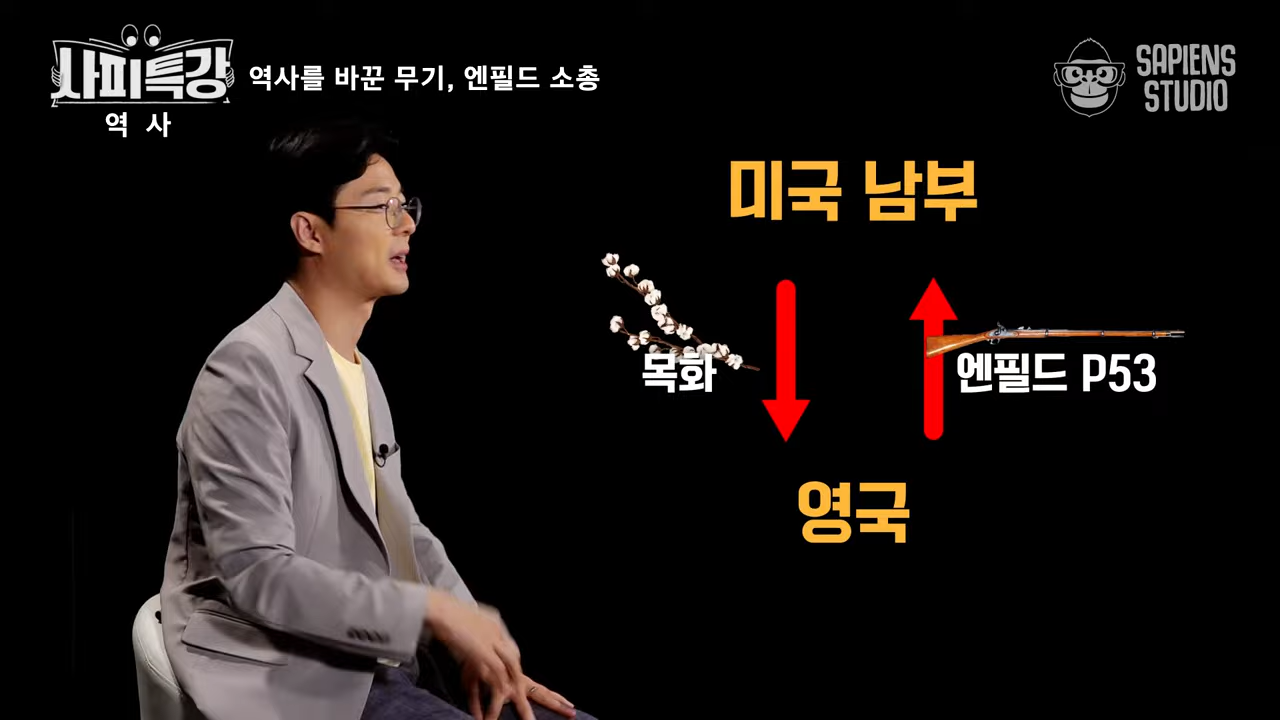 사피특강
역사
역사를 바꾼 무기, 엔필드 소총
SAPIENS
STUDIO
미국 남부
목화
엔필드 P53
영국